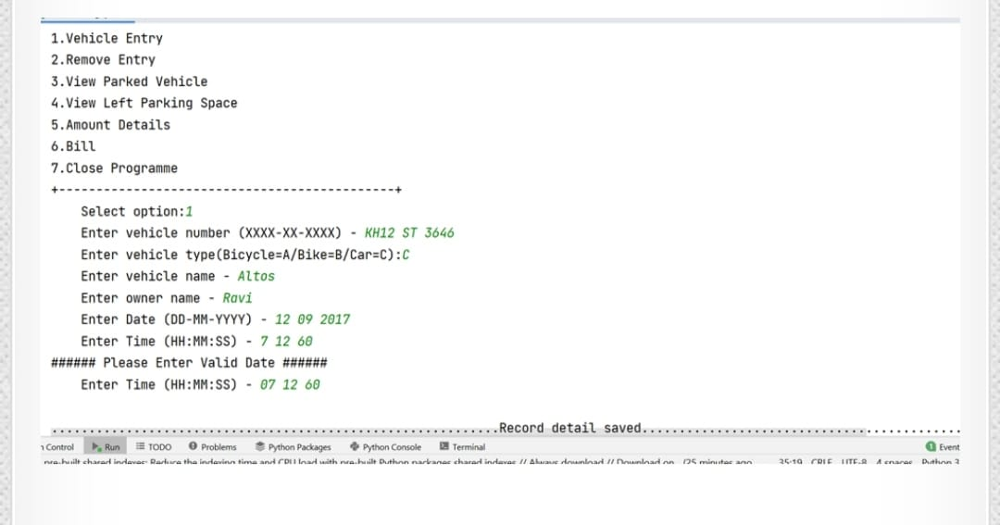 1.Vehicle Entry
2.Remove Entry
3.View Parked Vehicle
4.View Left Parking Space
5.Amount Details
6.Bill
7.Close Programme
+---------------------------------------------+
Select option:1
Enter vehicle number (XXXX-XX-XXXX) - KH12 ST 3646
Enter vehicle type(Bicycle=A/Bike=B/Car=C):C
Enter vehicle name - Altos
Enter owner name - Ravi
Enter Date (DD-MM-YYYY) - 12 09 2017
Enter Time (HH:MM:SS) - 7 12 60
###### Please Enter Valid Date ######
Enter Time (HH:MM:SS) - 07 12 60
............................................................Record detail saved...........................................
Control Run TODO Problems Python Packages Python Console Terminal 1 Event
pre-built shared indexes: Reduce the indexing time and CPU load with pre-built Python packages shared indexes // Always download // Download on (25 minutes ago 35:19 CRLF UTF-8 4 spaces Python 3